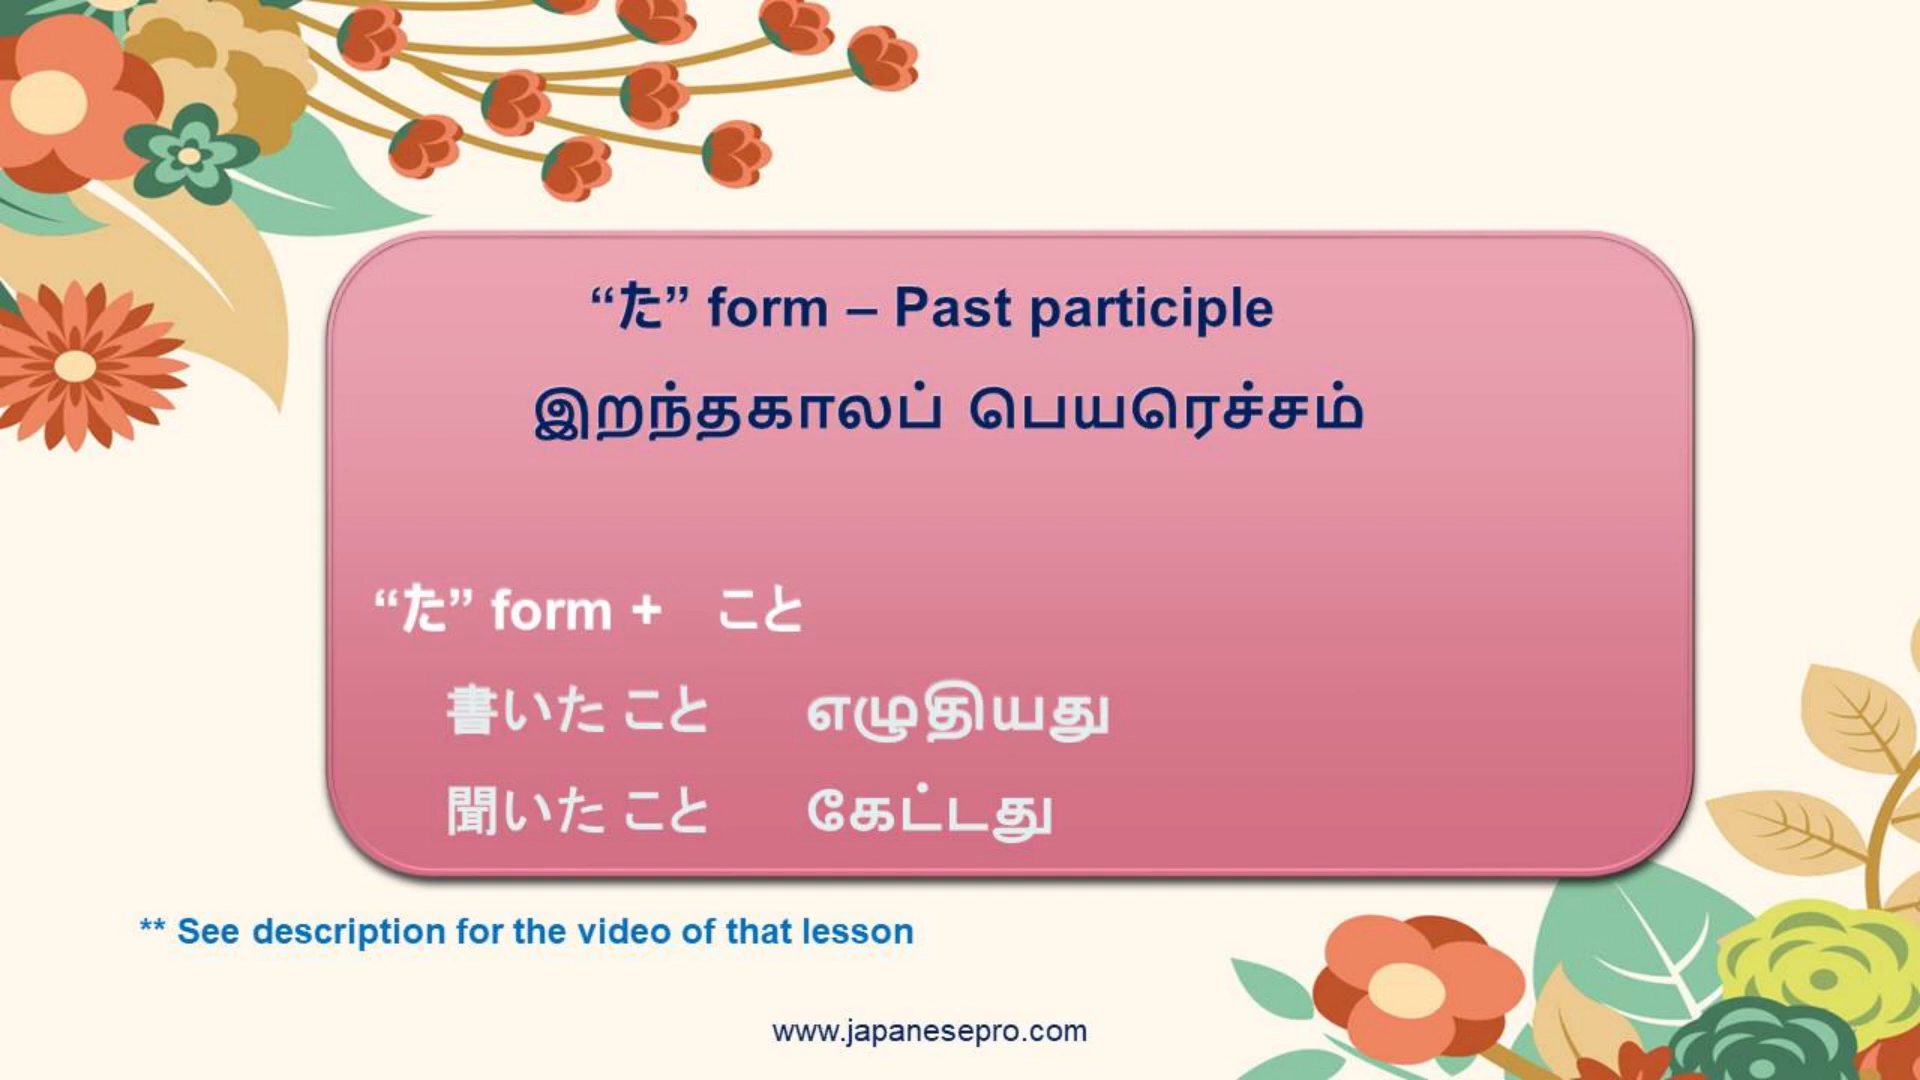 “た” form – Past participle
இறந்தகாலப் பெயரெச்சம்
“た” form + こと
書いた こと எழுதியது
聞いた こと கேட்டது
** See description for the video of that lesson
www.japanesepro.com